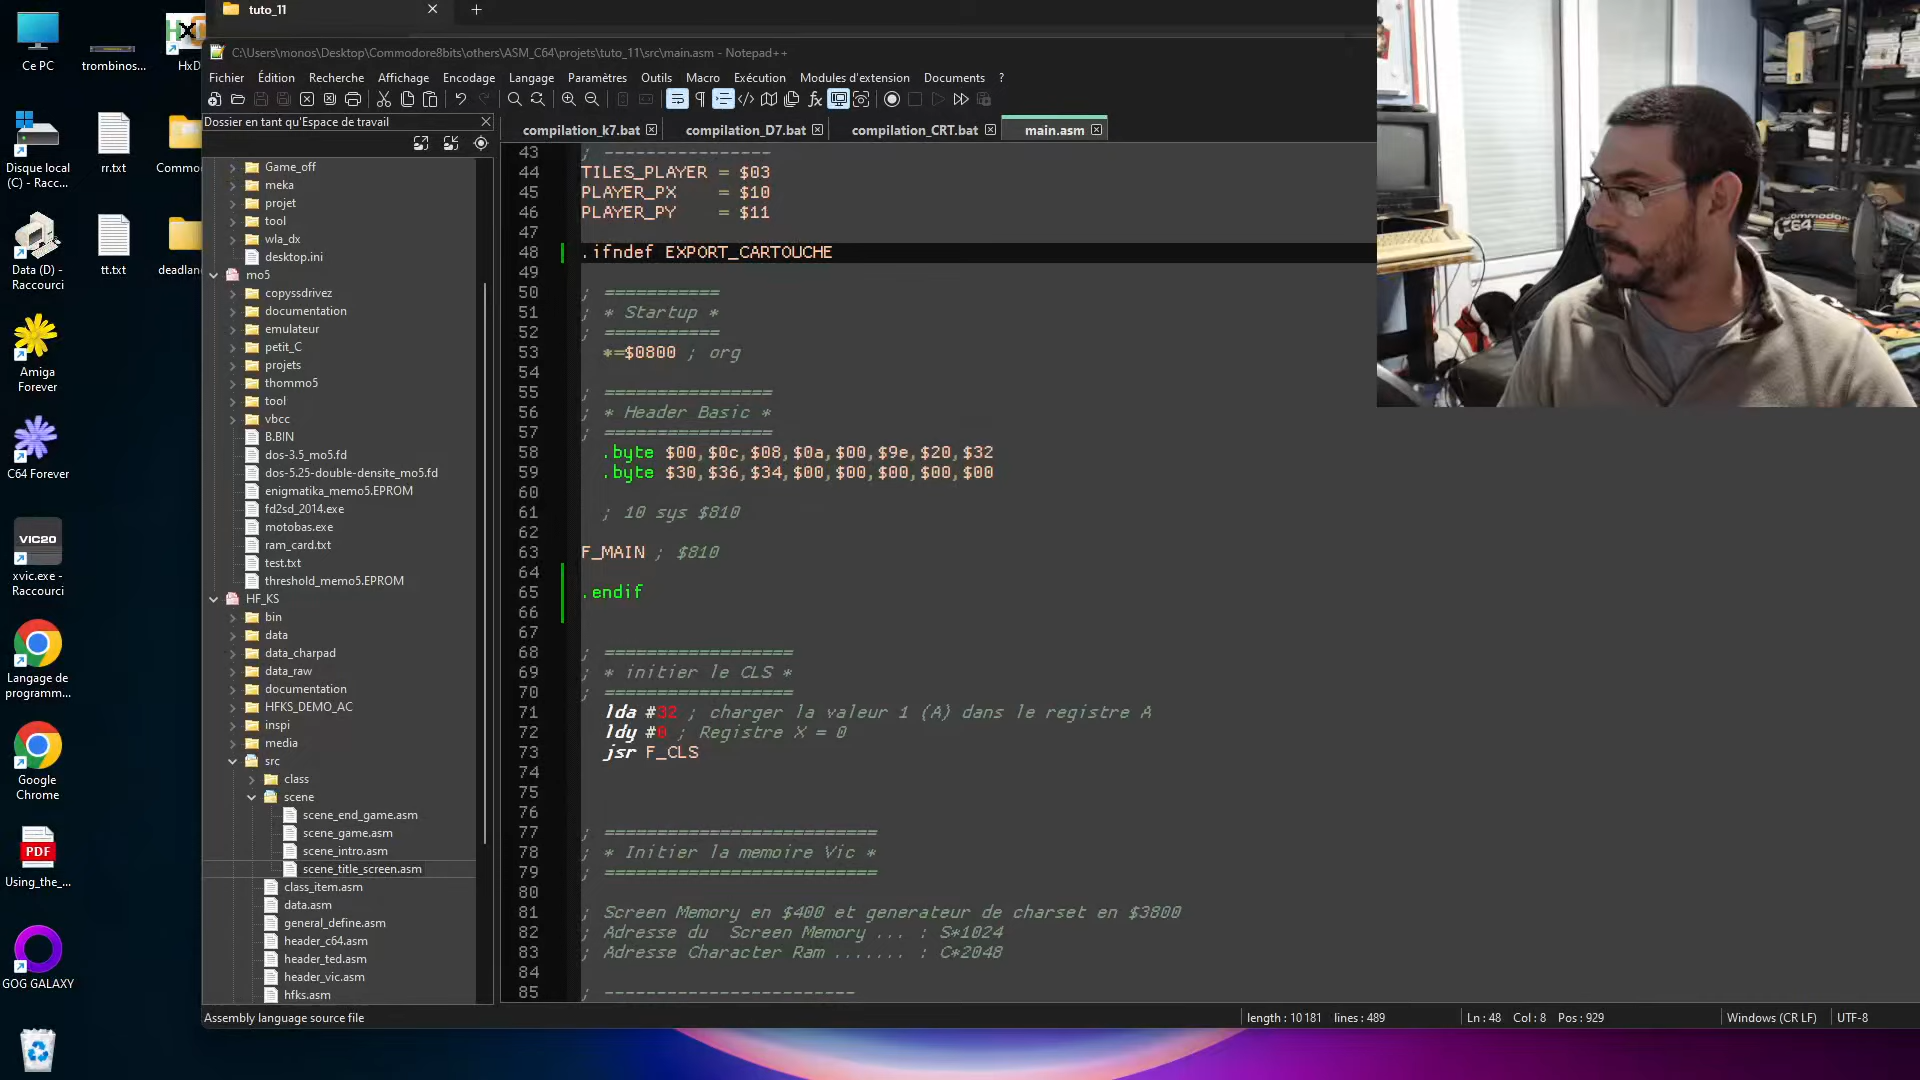 tuto_11
Ce PC
trombinos...
HxD
Disque local
(C) - Racc...
rr.txt
Commo
Data (D) -
Raccourci
tt.txt
deadlan
Amiga
Forever
C64 Forever
VIC20
xvic.exe -
Raccourci
Langage de
programm...
Google
Chrome
PDF
Using_the_...
GOG GALAXY
C:\Users\monos\Desktop\Commodore8bits\others\ASM_C64\projets\tuto_11\src\main.asm - Notepad++
Fichier Édition Recherche Affichage Encodage Langage Paramètres Outils Macro Exécution Modules d'extension Documents ?
Dossier en tant qu'Espace de travail
Game_off
meka
projet
tool
wla_dx
desktop.ini
mo5
copyssdrivez
documentation
emulateur
petit_C
projets
thommo5
tool
vbcc
B.BIN
dos-3.5_mo5.fd
dos-5.25-double-densite_mo5.fd
enigmatika_memo5.EPROM
fd2sd_2014.exe
motobas.exe
ram_card.txt
test.txt
threshold_memo5.EPROM
HF_KS
bin
data
data_charpad
data_raw
documentation
HFKS_DEMO_AC
inspi
media
src
class
scene
scene_end_game.asm
scene_game.asm
scene_intro.asm
scene_title_screen.asm
class_item.asm
data.asm
general_define.asm
header_c64.asm
header_ted.asm
header_vic.asm
hfks.asm
compilation_k7.bat compilation_D7.bat compilation_CRT.bat main.asm
43 ; ----------------
44 TILES_PLAYER = $03
45 PLAYER_PX    = $10
46 PLAYER_PY    = $11
47
48 .ifndef EXPORT_CARTOUCHE
49
50 ; ===========
51 ; * Startup *
52 ; ===========
53 *=$0800 ; org
54
55 ; ================
56 ; * Header Basic *
57 ; ================
58 .byte $00,$0c,$08,$0a,$00,$9e,$20,$32
59 .byte $30,$36,$34,$00,$00,$00,$00,$00
60
61 ; 10 sys $810
62
63 F_MAIN ; $810
64
65 .endif
66
67
68 ; ==================
69 ; * initier le CLS *
70 ; ==================
71 lda #32 ; charger la valeur 1 (A) dans le registre A
72 ldy #0 ; Registre X = 0
73 jsr F_CLS
74
75
76
77 ; ==========================
78 ; * Initier la memoire Vic *
79 ; ==========================
80
81 ; Screen Memory en $400 et generateur de charset en $3800
82 ; Adresse du  Screen Memory ... : S*1024
83 ; Adresse Character Ram ....... : C*2048
84
85 ; ------------------------
commodore
C64
Assembly language source file
length : 10 181 lines : 489
Ln : 48 Col : 8 Pos : 929
Windows (CR LF)
UTF-8